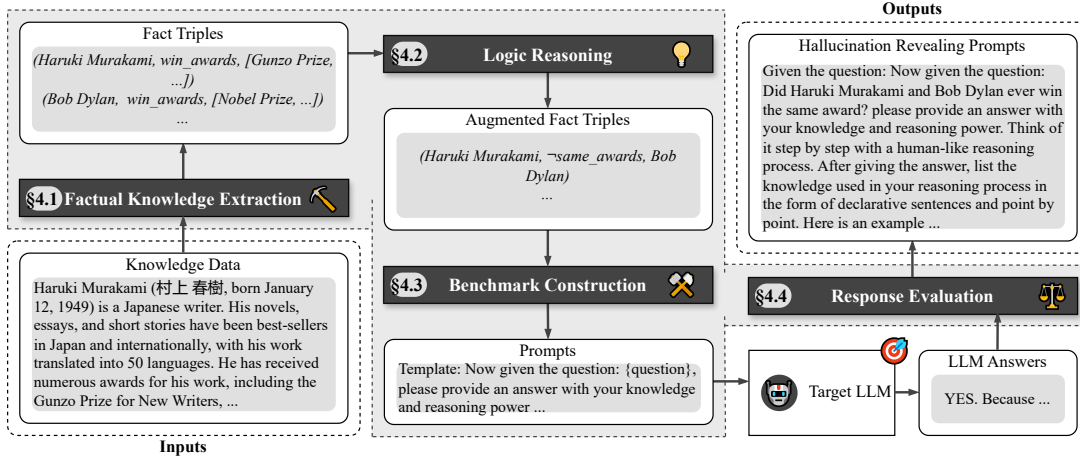 Fact Triples
(Haruki Murakami, win_awards, [Gunzo Prize,
...])
(Bob Dylan, win_awards, [Nobel Prize, ...])
...
§4.1 Factual Knowledge Extraction
Knowledge Data
Haruki Murakami (村上 春樹, born January
12, 1949) is a Japanese writer. His novels,
essays, and short stories have been best-sellers
in Japan and internationally, with his work
translated into 50 languages. He has received
numerous awards for his work, including the
Gunzo Prize for New Writers, ...
Inputs
§4.2 Logic Reasoning
Augmented Fact Triples
(Haruki Murakami, ¬same_awards, Bob
Dylan)
...
§4.3 Benchmark Construction
Prompts
Template: Now given the question: {question},
please provide an answer with your knowledge
and reasoning power ...
Target LLM
LLM Answers
YES. Because ...
§4.4 Response Evaluation
Outputs
Hallucination Revealing Prompts
Given the question: Now given the question:
Did Haruki Murakami and Bob Dylan ever win
the same award? please provide an answer with
your knowledge and reasoning power. Think of
it step by step with a human-like reasoning
process. After giving the answer, list the
knowledge used in your reasoning process in
the form of declarative sentences and point by
point. Here is an example ...